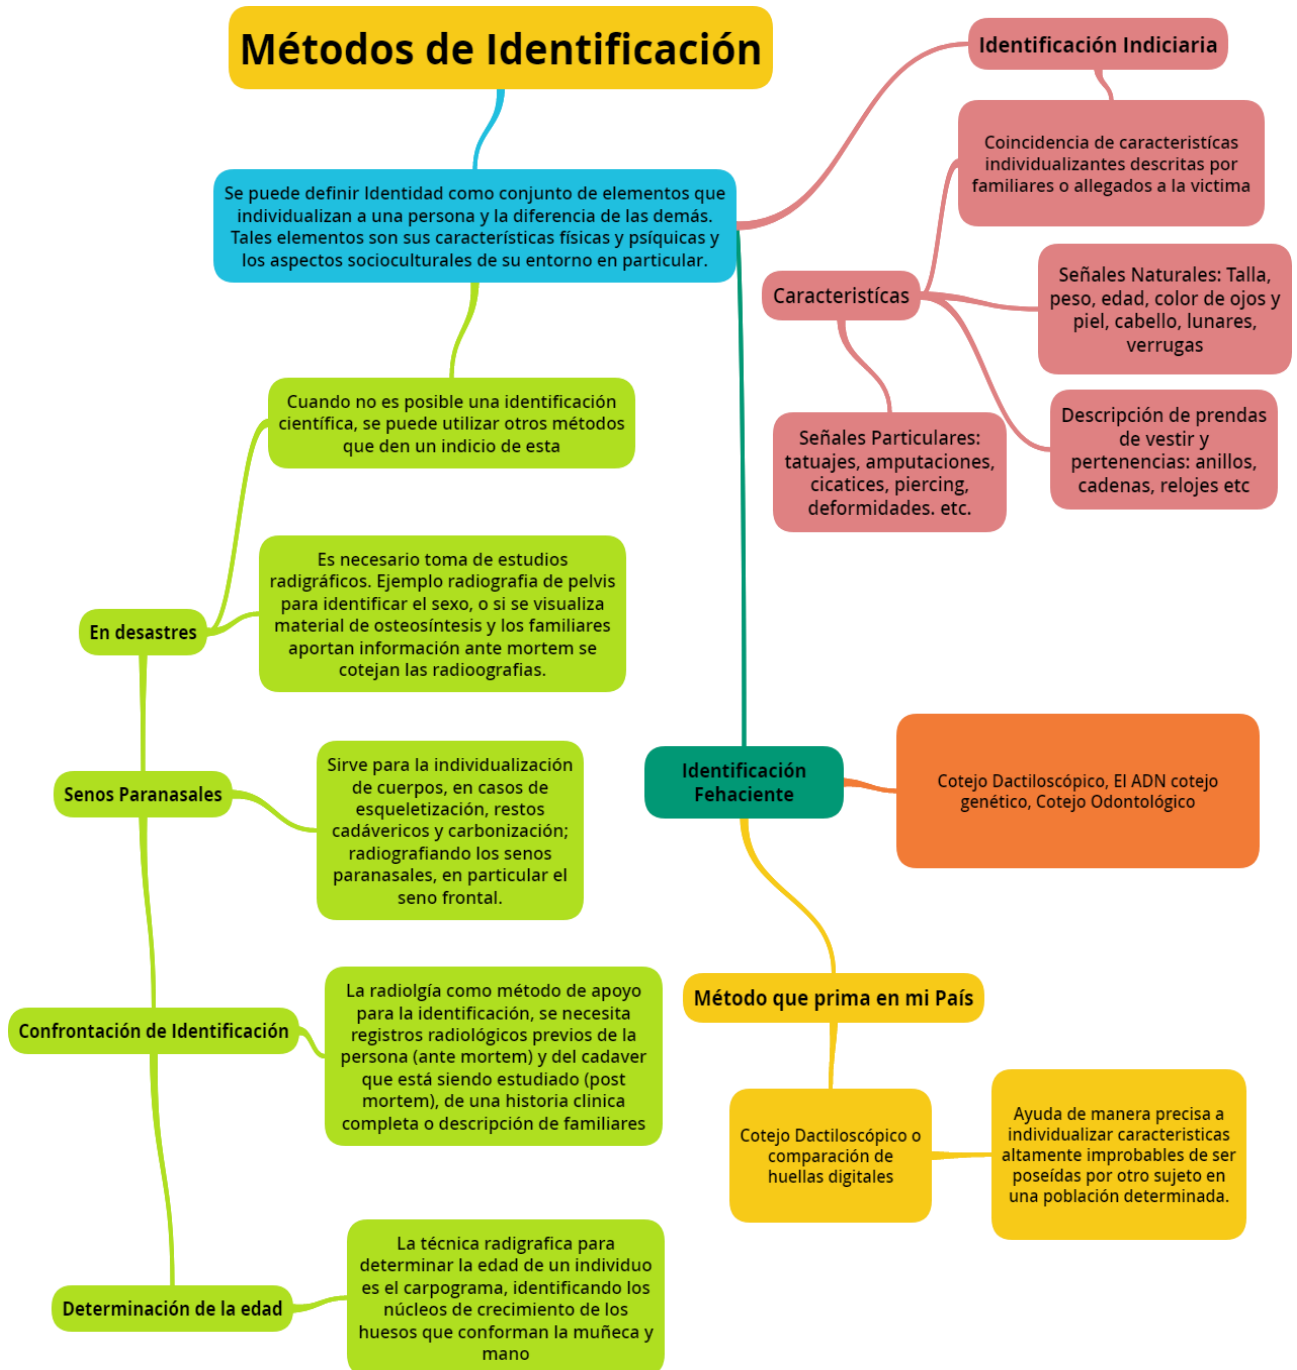 Métodos de Identificación
Se puede definir Identidad como conjunto de elementos que
individualizan a una persona y la diferencia de las demás.
Tales elementos son sus características físicas y psíquicas y
los aspectos socioculturales de su entorno en particular.
Identificación Indiciaria
Coincidencia de caracteristícas
individualizantes descritas por
familiares o allegados a la victima
Caracteristícas
Señales Naturales: Talla,
peso, edad, color de ojos y
piel, cabello, lunares,
verrugas
Descripción de prendas
de vestir y
pertenencias: anillos,
cadenas, relojes etc
Señales Particulares:
tatuajes, amputaciones,
cicatices, piercing,
deformidades. etc.
Cuando no es posible una identificación
científica, se puede utilizar otros métodos
que den un indicio de esta
En desastres
Es necesario toma de estudios
radigráficos. Ejemplo radiografia de pelvis
para identificar el sexo, o si se visualiza
material de osteosíntesis y los familiares
aportan información ante mortem se
cotejan las radioografias.
Senos Paranasales
Sirve para la individualización
de cuerpos, en casos de
esqueletización, restos
cadávericos y carbonización;
radiografiando los senos
paranasales, en particular el
seno frontal.
Confrontación de Identificación
La radiolgía como método de apoyo
para la identificación, se necesita
registros radiológicos previos de la
persona (ante mortem) y del cadaver
que está siendo estudiado (post
mortem), de una historia clinica
completa o descripción de familiares
Determinación de la edad
La técnica radigrafica para
determinar la edad de un individuo
es el carpograma, identificando los
núcleos de crecimiento de los
huesos que conforman la muñeca y
mano
Identificación
Fehaciente
Cotejo Dactiloscópico, El ADN cotejo
genético, Cotejo Odontológico
Método que prima en mi País
Cotejo Dactiloscópico o
comparación de
huellas digitales
Ayuda de manera precisa a
individualizar caracteristicas
altamente improbables de ser
poseídas por otro sujeto en
una población determinada.